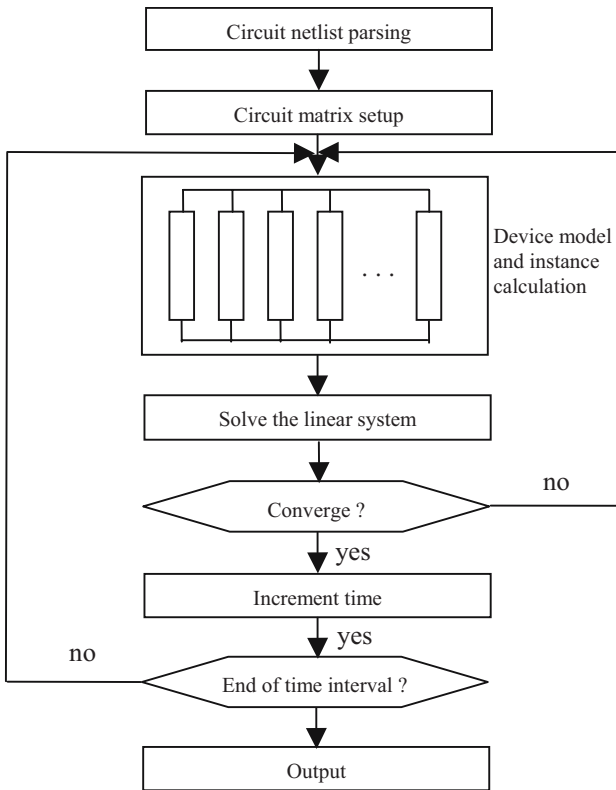 Circuit netlist parsing
Circuit matrix setup
Device model
and instance
calculation
. . .
Solve the linear system
Converge ?
no
yes
Increment time
yes
no
End of time interval ?
Output